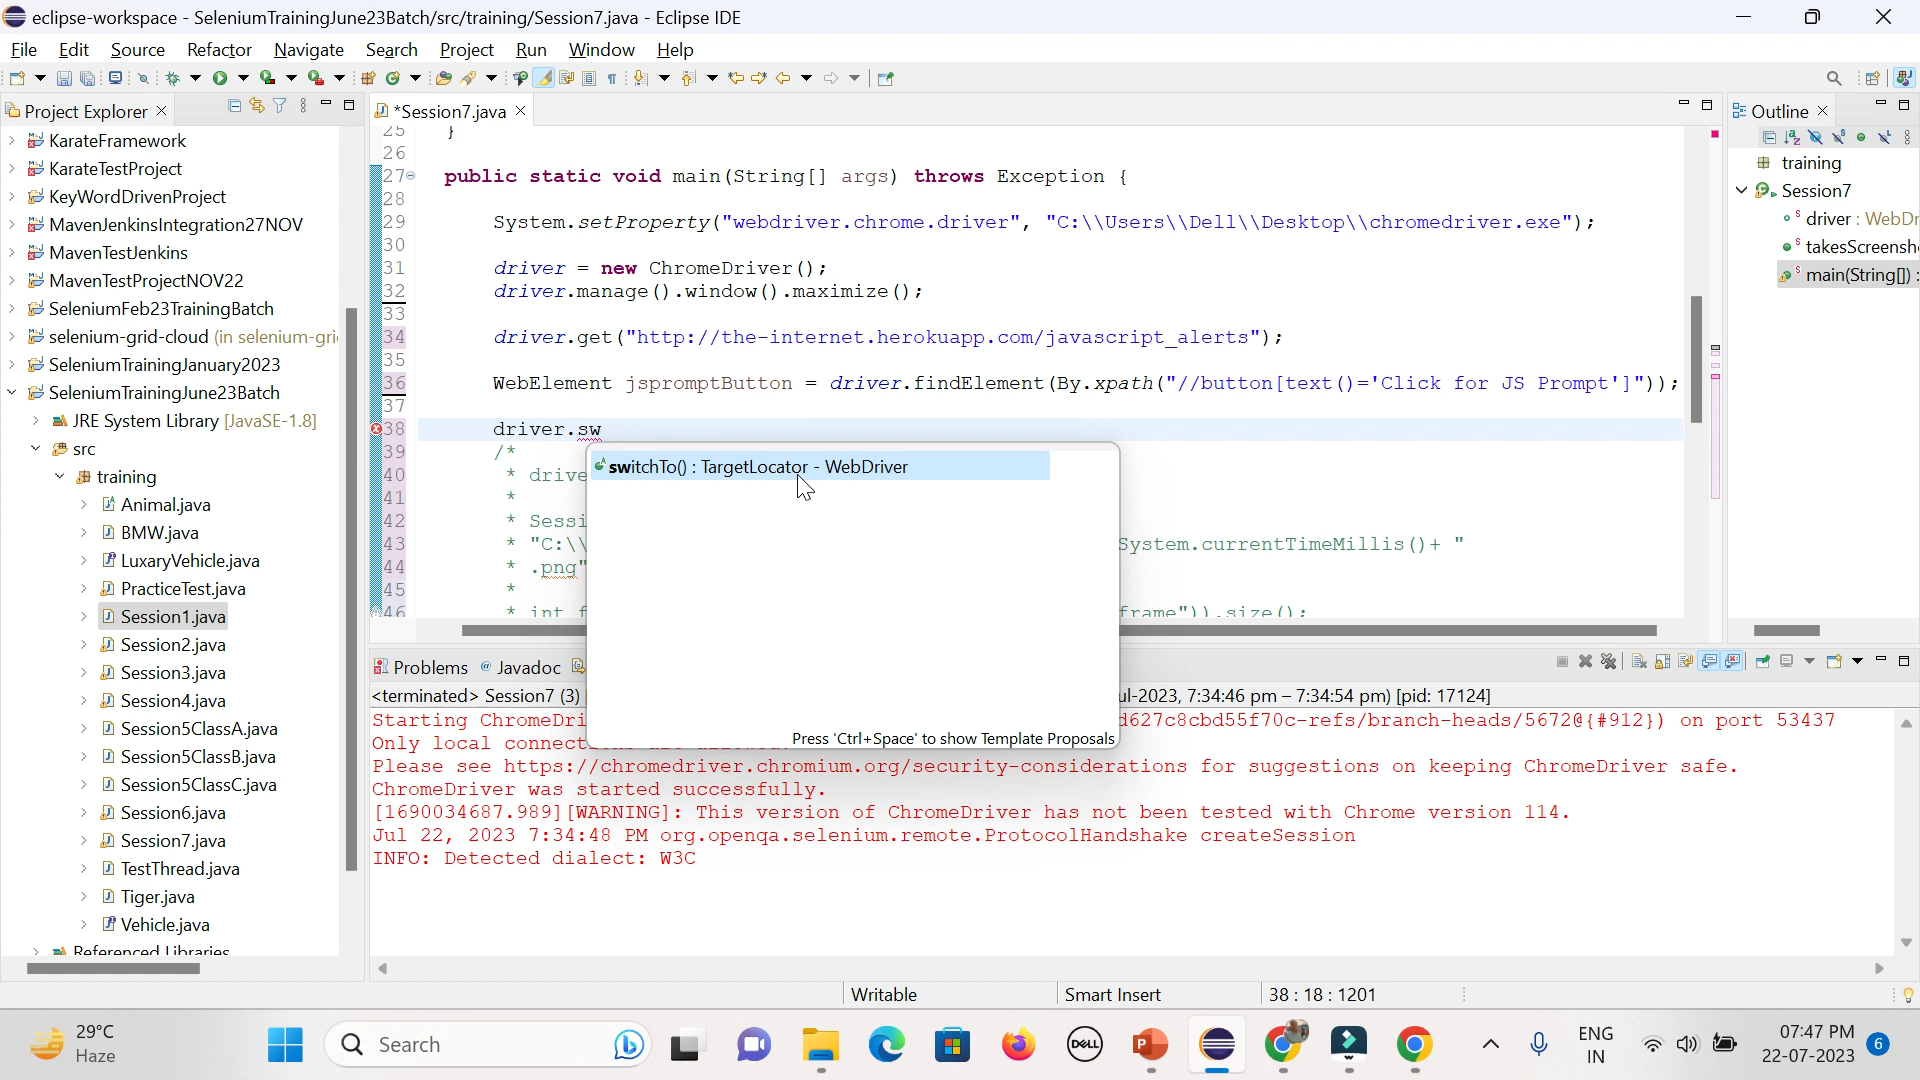 eclipse-workspace - SeleniumTrainingJune23Batch/src/training/Session7.java - Eclipse IDE
File Edit Source Refactor Navigate Search Project Run Window Help
Project Explorer
KarateFramework
KarateTestProject
KeyWordDrivenProject
MavenJenkinsIntegration27NOV
MavenTestJenkins
MavenTestProjectNOV22
SeleniumFeb23TrainingBatch
selenium-grid-cloud (in selenium-gri
SeleniumTrainingJanuary2023
SeleniumTrainingJune23Batch
JRE System Library [JavaSE-1.8]
src
training
Animal.java
BMW.java
LuxaryVehicle.java
PracticeTest.java
Session1.java
Session2.java
Session3.java
Session4.java
Session5ClassA.java
Session5ClassB.java
Session5ClassC.java
Session6.java
Session7.java
TestThread.java
Tiger.java
Vehicle.java
Referenced Libraries
*Session7.java
25 }
26
27 public static void main(String[] args) throws Exception {
28
29 System.setProperty("webdriver.chrome.driver", "C:\\Users\\Dell\\Desktop\\chromedriver.exe");
30
31 driver = new ChromeDriver();
32 driver.manage().window().maximize();
33
34 driver.get("http://the-internet.herokuapp.com/javascript_alerts");
35
36 WebElement jspromptButton = driver.findElement(By.xpath("//button[text()='Click for JS Prompt']"));
37
38 driver.sw
39 /*
40 * drive
41 *
42 * Sessi
43 * "C:\\ System.currentTimeMillis()+ "
44 * .png"
45 *
46 * int f rame")).size();
switchTo() : TargetLocator - WebDriver
Press 'Ctrl+Space' to show Template Proposals
Outline
training
Session7
driver : WebDr
takesScreensh
main(String[]) :
Problems Javadoc
<terminated> Session7 (3) ul-2023, 7:34:46 pm – 7:34:54 pm) [pid: 17124]
Starting ChromeDri d627c8cbd55f70c-refs/branch-heads/5672@{#912}) on port 53437
Only local connect
Please see https://chromedriver.chromium.org/security-considerations for suggestions on keeping ChromeDriver safe.
ChromeDriver was started successfully.
[1690034687.989][WARNING]: This version of ChromeDriver has not been tested with Chrome version 114.
Jul 22, 2023 7:34:48 PM org.openqa.selenium.remote.ProtocolHandshake createSession
INFO: Detected dialect: W3C
Writable Smart Insert 38 : 18 : 1201
29°C
Haze
Search
DELL
ENG
IN
07:47 PM
22-07-2023
6